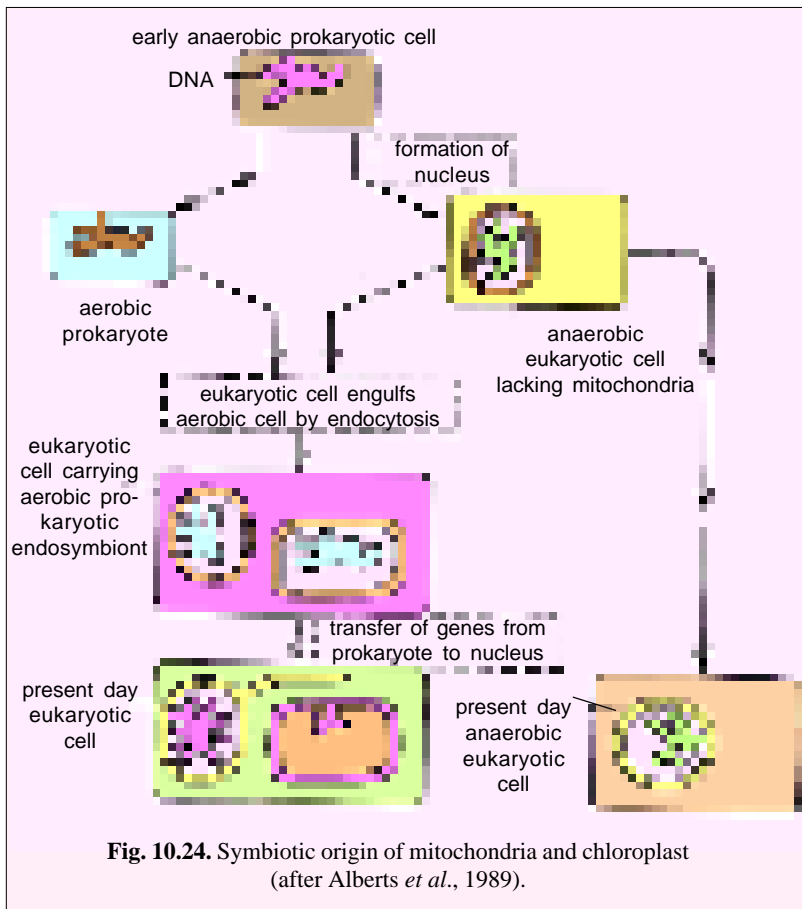 early anaerobic prokaryotic cell
DNA
formation of
nucleus
aerobic
prokaryote
anaerobic
eukaryotic cell
lacking mitochondria
eukaryotic cell engulfs
aerobic cell by endocytosis
eukaryotic
cell carrying
aerobic pro-
karyotic
endosymbiont
transfer of genes from
prokaryote to nucleus
present day
eukaryotic
cell
present day
anaerobic
eukaryotic
cell
Fig. 10.24. Symbiotic origin of mitochondria and chloroplast
(after Alberts et al., 1989).